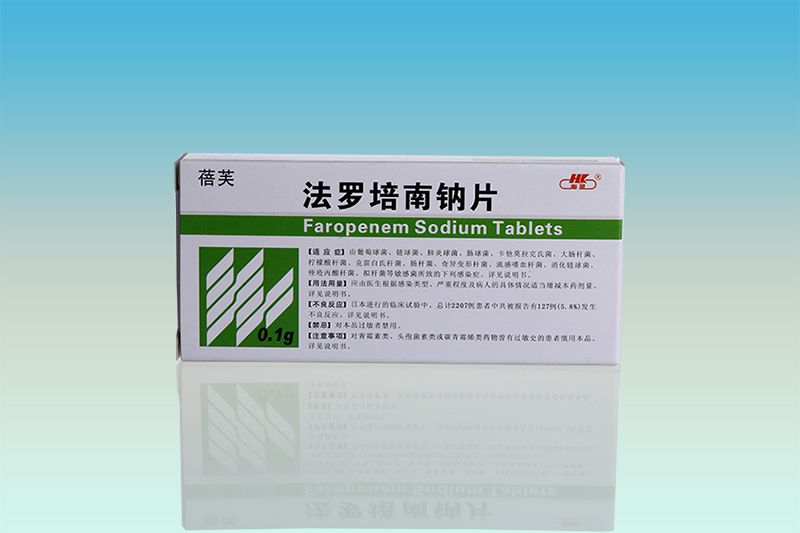 蓓芙
法罗培南钠片
HL®
海灵
Faropenem Sodium Tablets
【适 应 症】由葡萄球菌、链球菌、肺炎球菌、肠球菌、卡他莫拉克氏菌、大肠杆菌、
柠檬酸杆菌、克雷白氏杆菌、肠杆菌、奇异变形杆菌、流感嗜血杆菌、消化链球菌、
痤疮丙酸杆菌、拟杆菌等敏感菌所致的下列感染症。详见说明书。
【用法用量】应由医生根据感染类型、严重程度及病人的具体情况适当增减本药剂量。
详见说明书。
【不良反应】日本进行的临床试验中，总计2207例患者中共被报告有127例(5.8%)发生
不良反应，详见说明书。
【禁忌】对本品过敏者禁用。
【注意事项】对青霉素类、头孢菌素类或碳青霉烯类药物曾有过敏史的患者慎用本品。
详见说明书。
0.1g